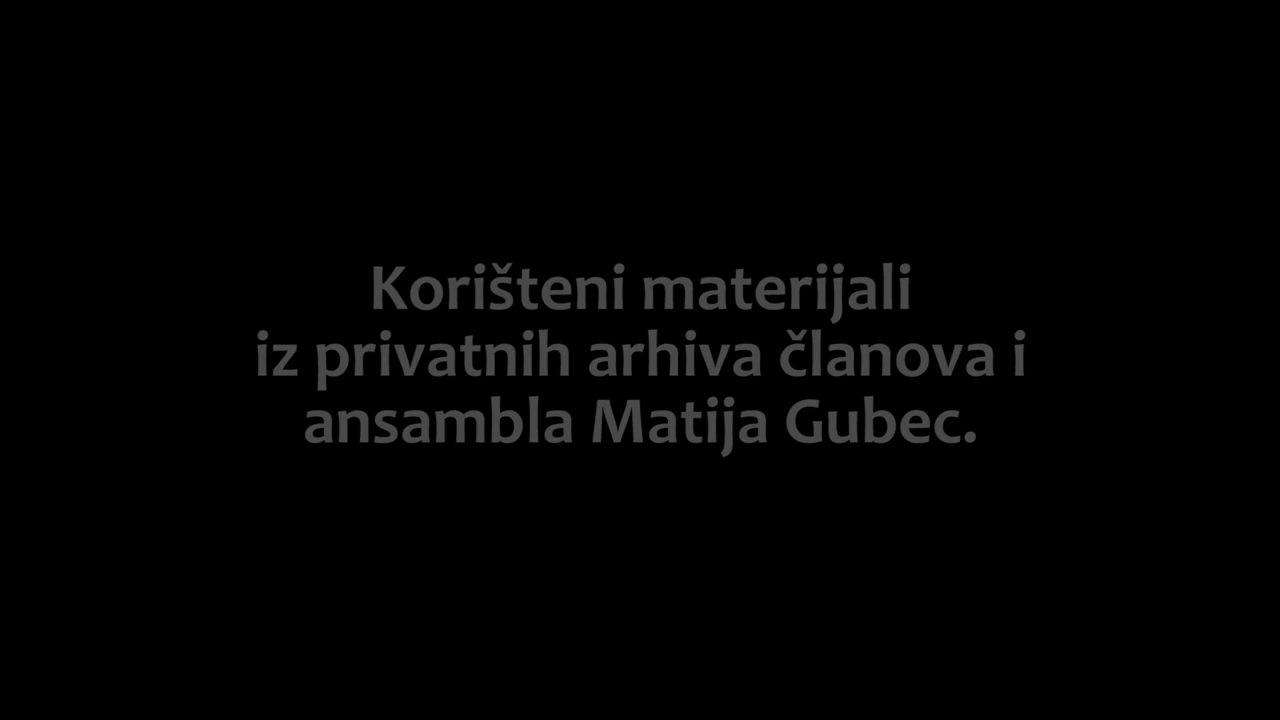 Korišteni materijali
iz privatnih arhiva članova i
ansambla Matija Gubec.